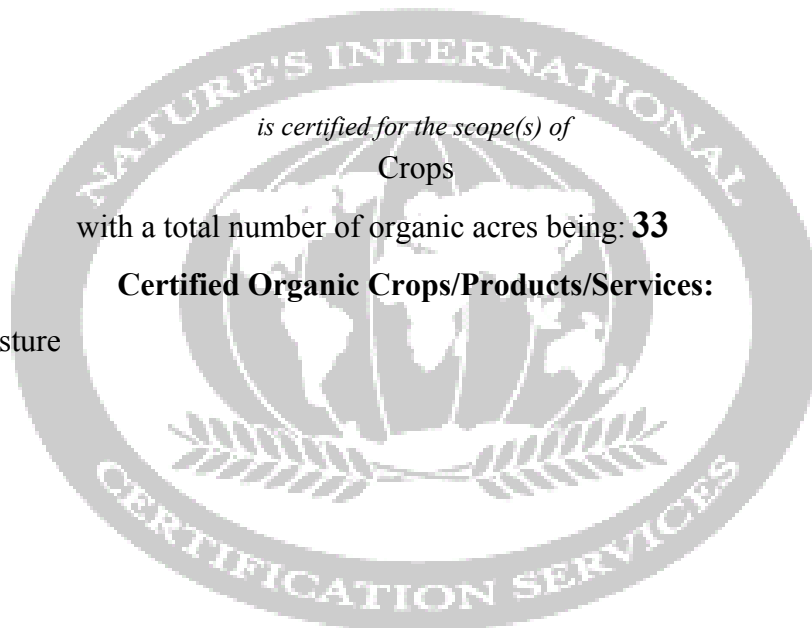 NATURE'S INTERNATIONAL
is certified for the scope(s) of
Crops
with a total number of organic acres being: 33
Certified Organic Crops/Products/Services:
sture
CERTIFICATION SERVICES